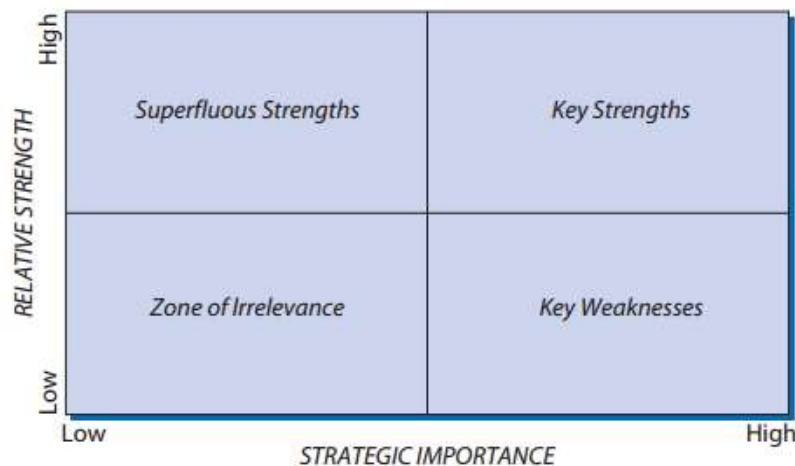 High
Superfluous Strengths
Key Strengths
RELATIVE STRENGTH
Zone of Irrelevance
Key Weaknesses
Low
Low
High
STRATEGIC IMPORTANCE